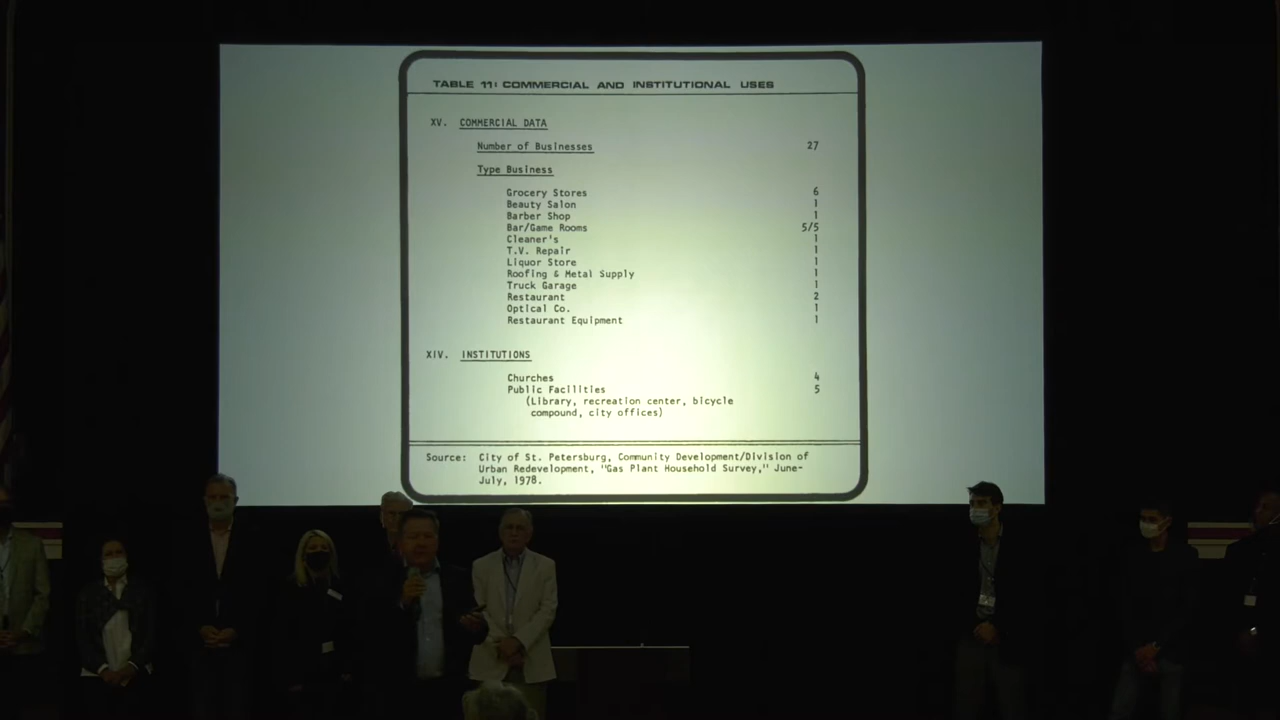 TABLE 11: COMMERCIAL AND INSTITUTIONAL USES
XV. COMMERCIAL DATA
Number of Businesses 27
Type Business
Grocery Stores 6
Beauty Salon 1
Barber Shop 1
Bar/Game Rooms 5/5
Cleaner's 1
T.V. Repair 1
Liquor Store 1
Roofing & Metal Supply 1
Truck Garage 1
Restaurant 2
Optical Co. 1
Restaurant Equipment 1
XIV. INSTITUTIONS
Churches 4
Public Facilities 5
(Library, recreation center, bicycle
compound, city offices)
Source: City of St. Petersburg, Community Development/Division of
Urban Redevelopment, "Gas Plant Household Survey," June-
July, 1978.